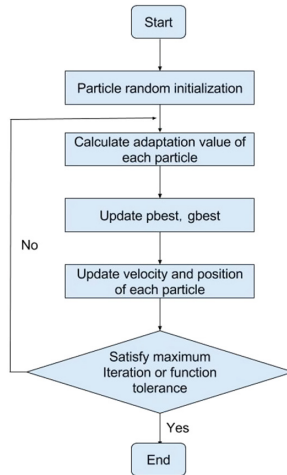 Start
Particle random initialization
Calculate adaptation value of
each particle
Update pbest, gbest
No
Update velocity and position
of each particle
Satisfy maximum
Iteration or function
tolerance
Yes
End